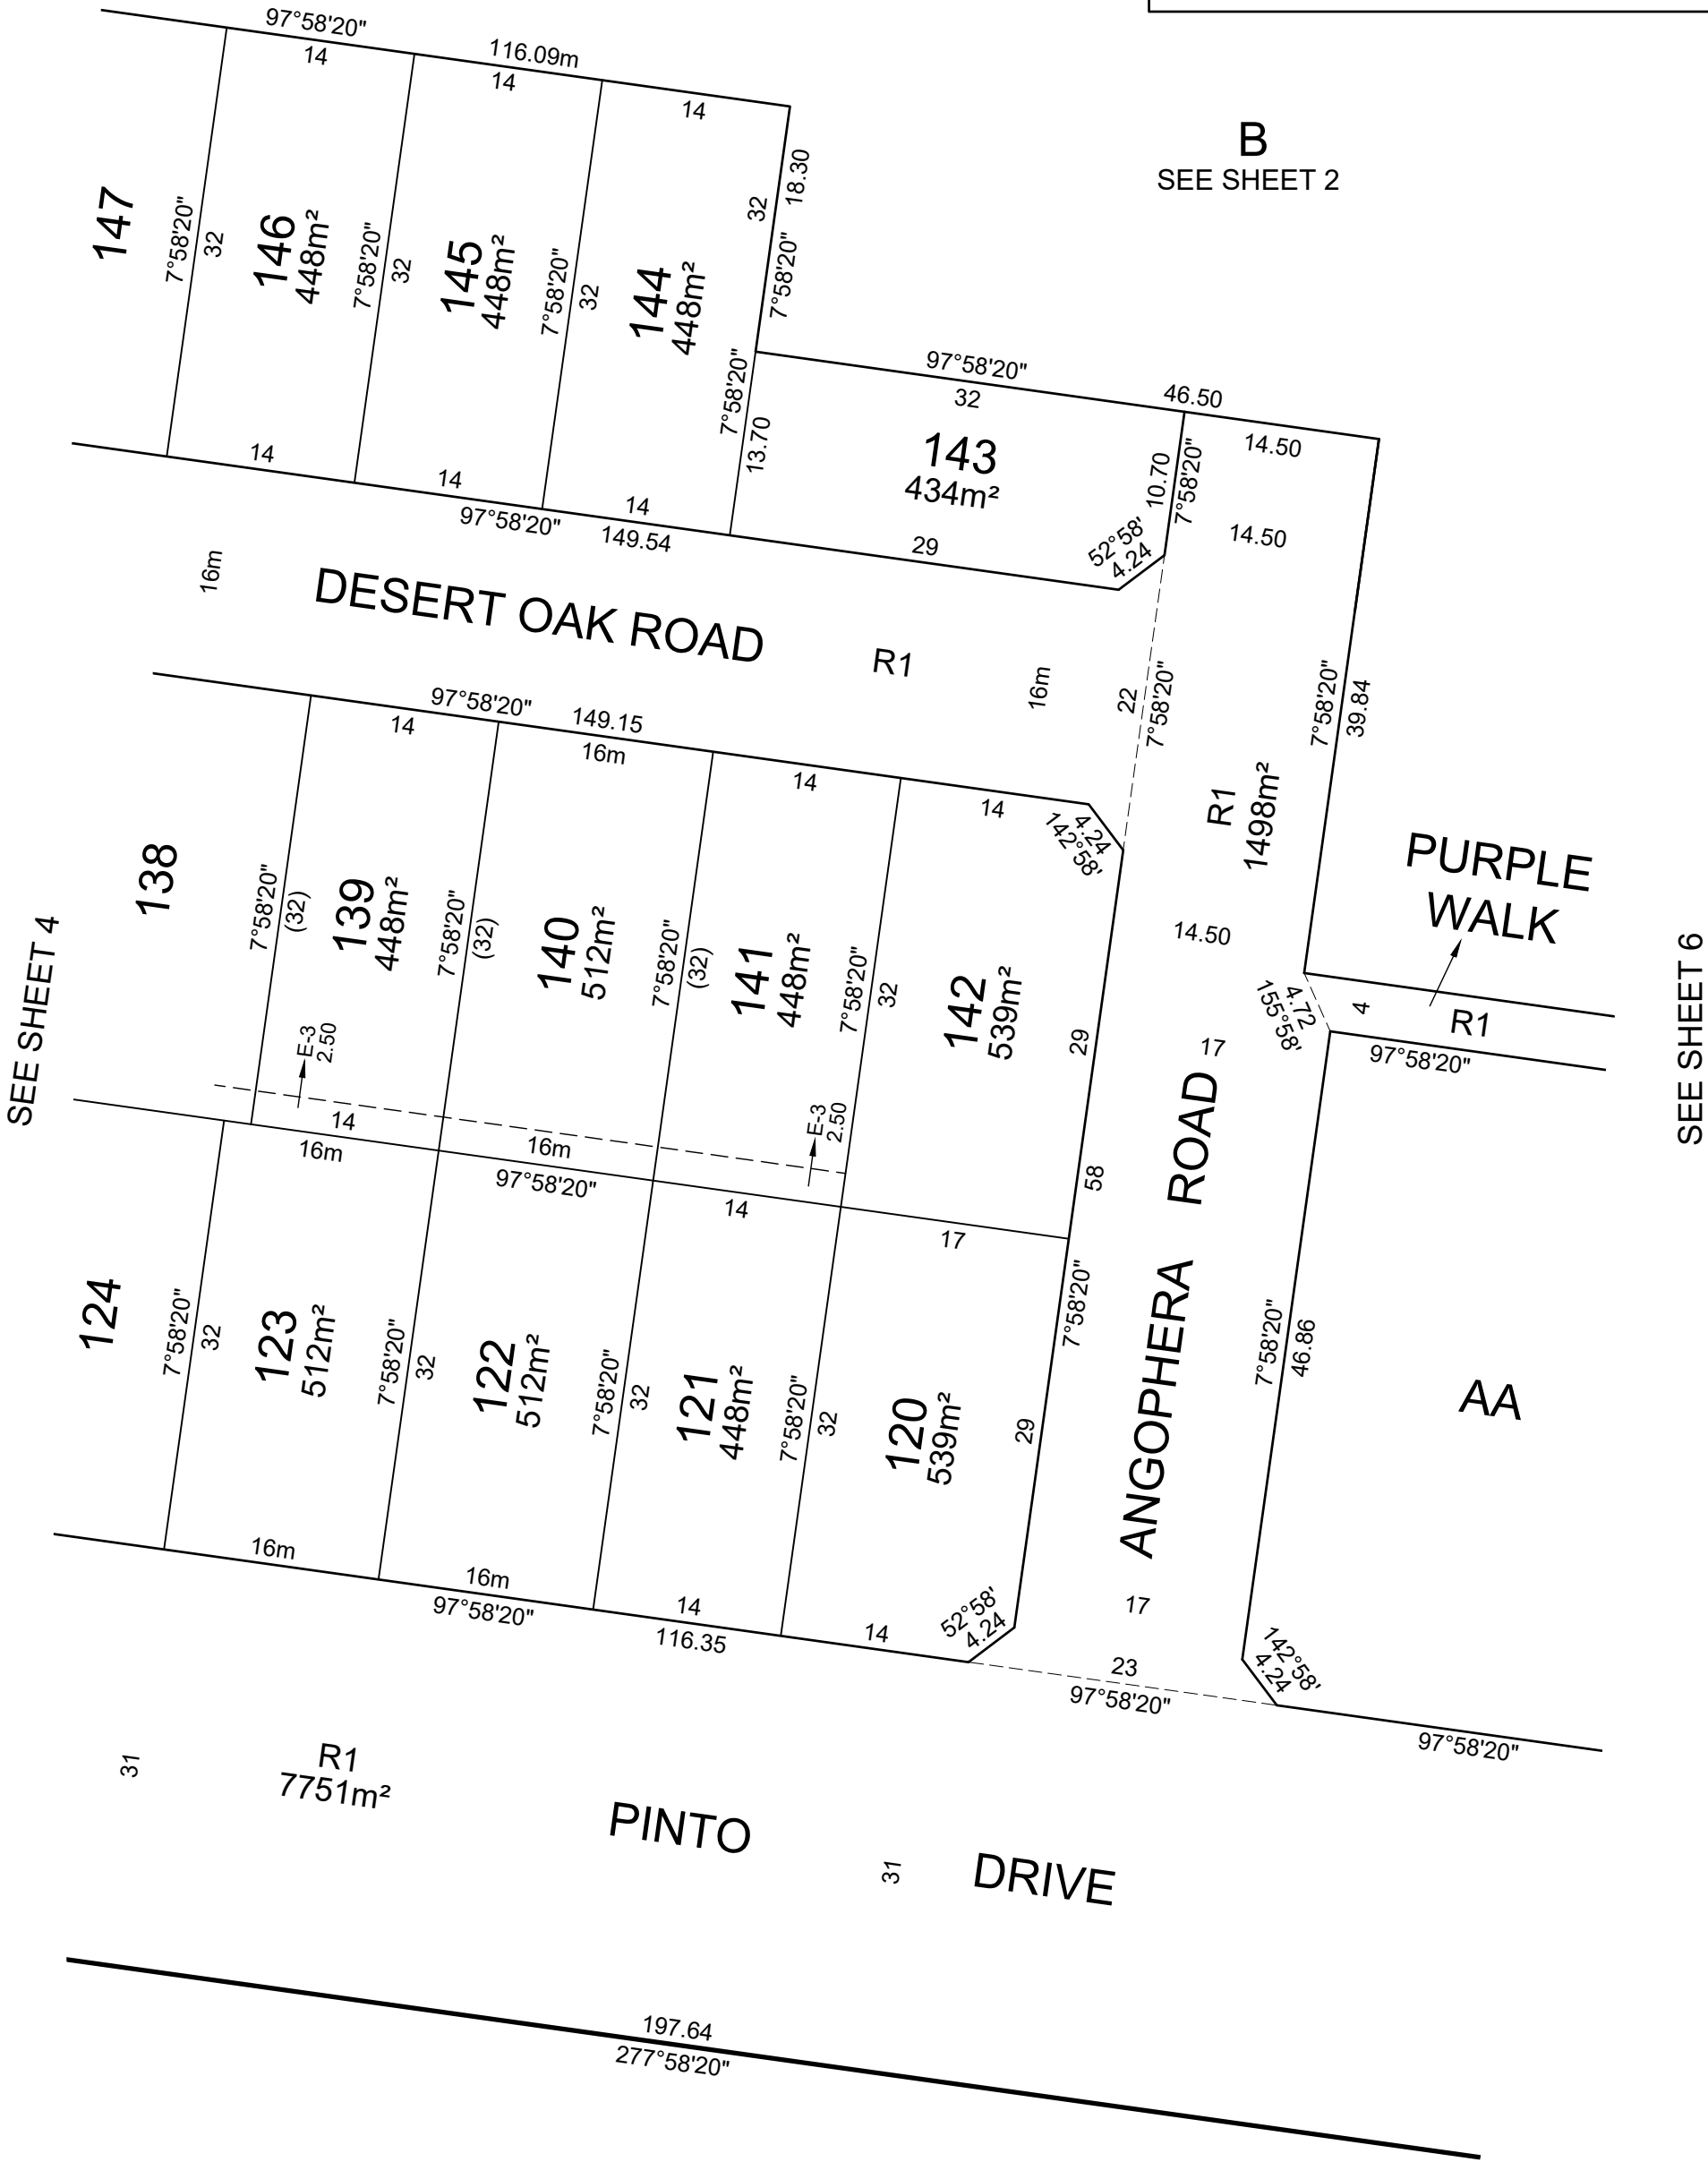 97°58'20"
116.09m
14
14
14
B
SEE SHEET 2
147
7°58'20"
32
146
448m²
7°58'20"
32
145
448m²
7°58'20"
32
144
448m²
32
18.30
7°58'20"
7°58'20"
13.70
97°58'20"
46.50
32
14.50
143
434m²
10.70
7°58'20"
14.50
14
14
14
97°58'20"
149.54
29
52°58'
4.24
16m
DESERT OAK ROAD
R1
16m
22
7°58'20"
7°58'20"
39.84
97°58'20"
149.15
14
16m
14
14
4.24
142°58'
R1
1498m²
PURPLE
WALK
138
7°58'20"
(32)
139
448m²
7°58'20"
(32)
140
512m²
7°58'20"
(32)
141
448m²
7°58'20"
32
142
539m²
29
14.50
4.72
155°58'
4
R1
97°58'20"
SEE SHEET 4
SEE SHEET 6
E-3
2.50
E-3
2.50
14
16m
16m
97°58'20"
14
17
17
58
ANGOPHERA ROAD
124
7°58'20"
32
123
512m²
7°58'20"
32
122
512m²
7°58'20"
32
121
448m²
7°58'20"
32
120
539m²
29
7°58'20"
7°58'20"
46.86
AA
16m
16m
97°58'20"
14
116.35
14
52°58'
4.24
17
23
97°58'20"
142°58'
4.24
97°58'20"
31
R1
7751m²
PINTO DRIVE
31
197.64
277°58'20"